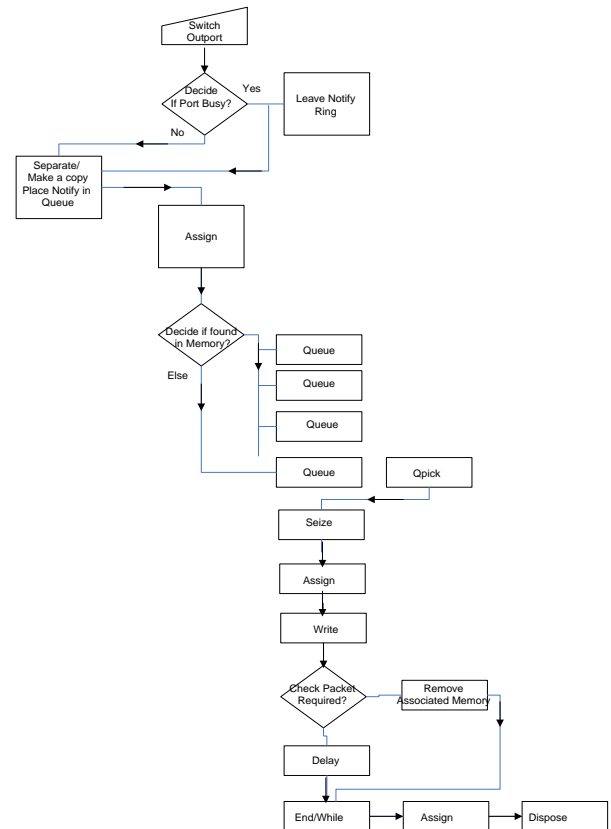 Switch
Outport
Decide
If Port Busy?
Yes
Leave Notify
Ring
No
Separate/
Make a copy
Place Notify in
Queue
Assign
Decide if found
in Memory?
Queue
Queue
Else
Queue
Queue
Qpick
Seize
Assign
Write
Check Packet
Required?
Remove
Associated Memory
Delay
End/While
Assign
Dispose